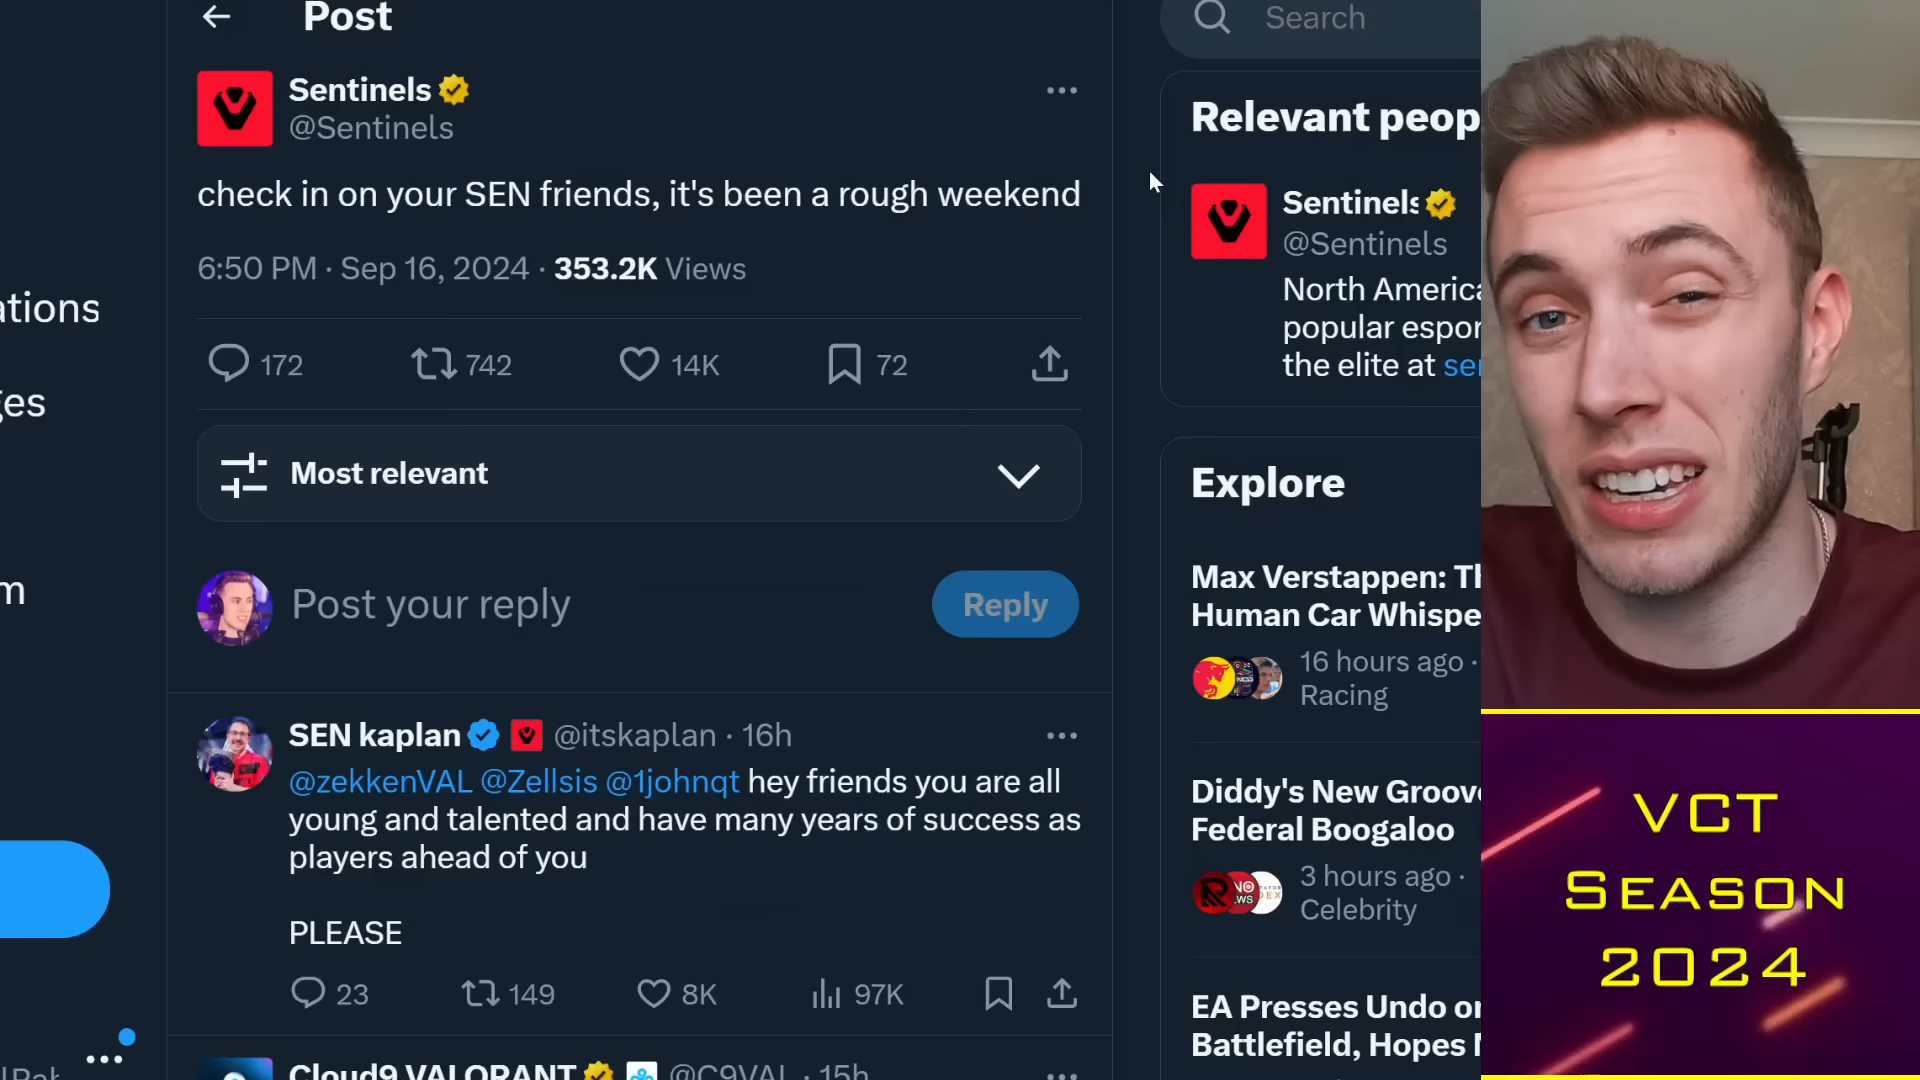 Post
Search
Sentinels
@Sentinels
check in on your SEN friends, it's been a rough weekend
6:50 PM · Sep 16, 2024 · 353.2K Views
172 742 14K 72
Most relevant
Post your reply
Reply
SEN kaplan @itskaplan · 16h
@zekkenVAL @Zellsis @1johnqt hey friends you are all
young and talented and have many years of success as
players ahead of you
PLEASE
23 149 8K 97K
Cloud9 VALORANT @C9VAL · 15h
ations
ges
m
Relevant peop
Sentinels
@Sentinels
North America
popular espor
the elite at se
Explore
Max Verstappen: Th
Human Car Whispe
16 hours ago ·
Racing
Diddy's New Groove
Federal Boogaloo
3 hours ago ·
Celebrity
EA Presses Undo on
Battlefield, Hopes
VCT
SEASON
2024